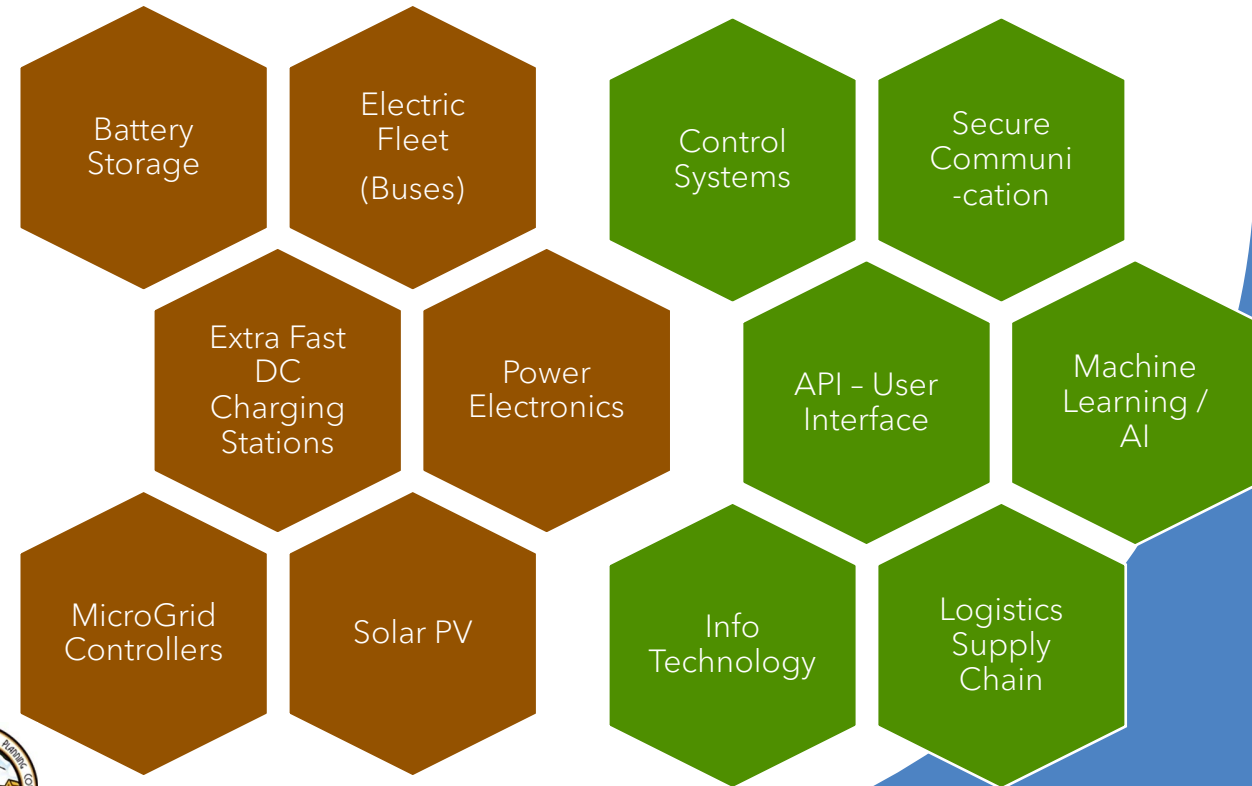 Battery
Storage
Electric
Fleet
(Buses)
Control
Systems
Secure
Communi
-cation
Extra Fast
DC
Charging
Stations
Power
Electronics
API – User
Interface
Machine
Learning /
AI
MicroGrid
Controllers
Solar PV
Info
Technology
Logistics
Supply
Chain
PLANNING